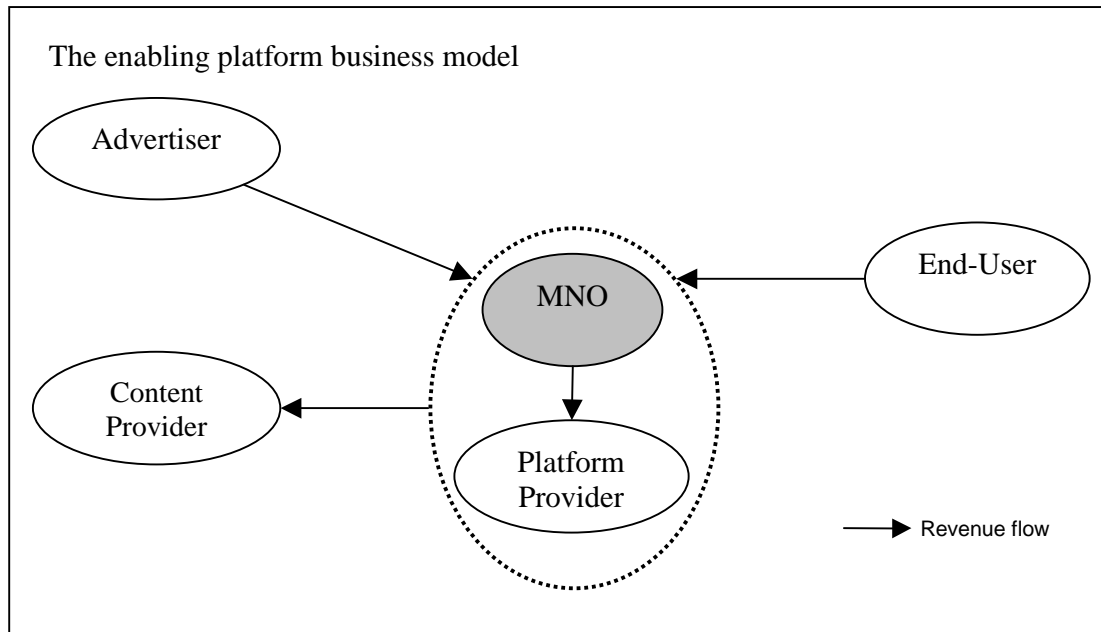 The enabling platform business model
Advertiser
End-User
MNO
Content
Provider
Platform
Provider
Revenue flow